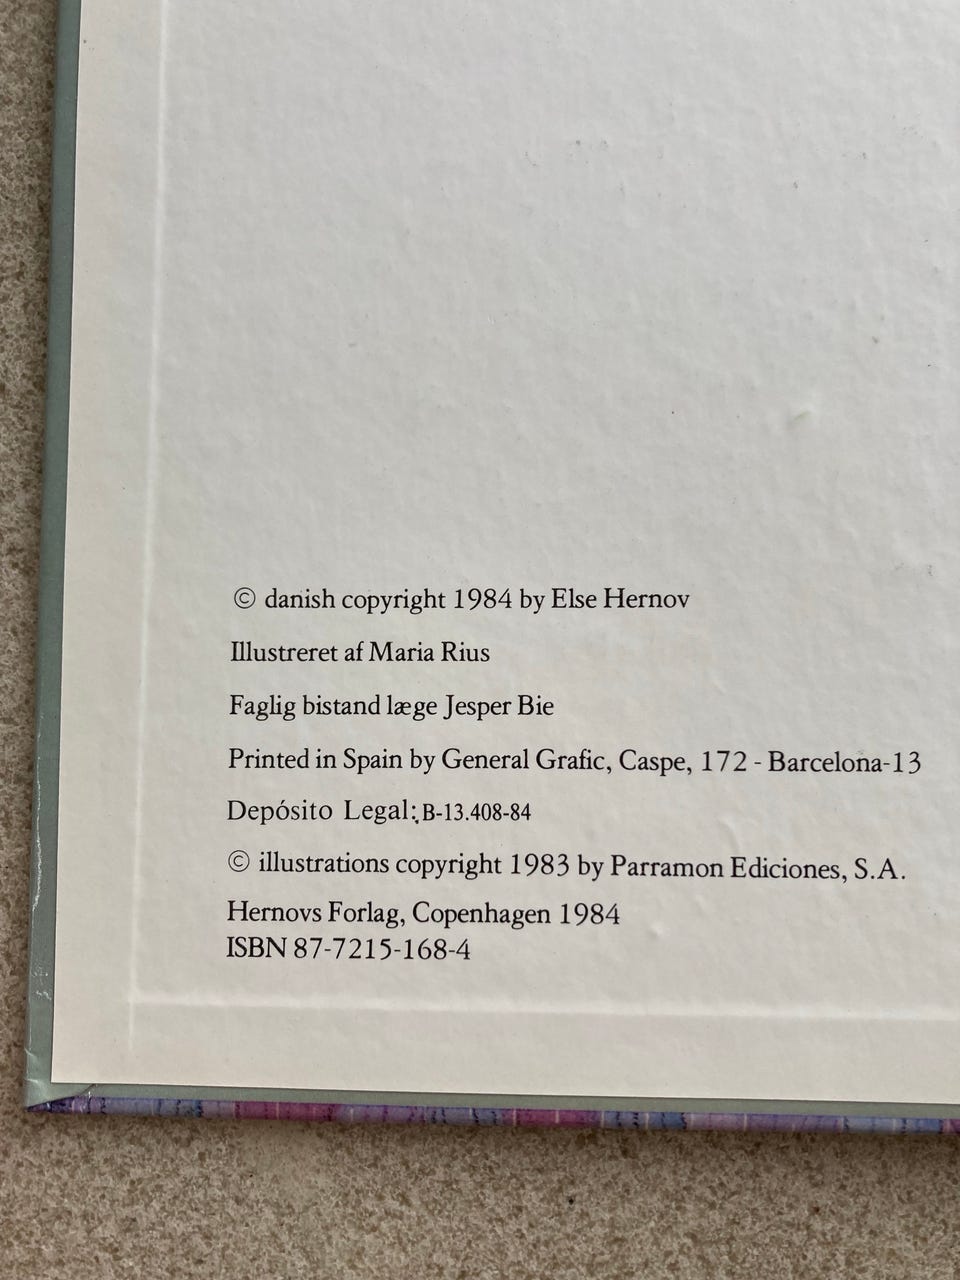 © danish copyright 1984 by Else Hernov
Illustreret af Maria Rius
Faglig bistand læge Jesper Bie
Printed in Spain by General Grafic, Caspe, 172 - Barcelona-13
Depósito Legal: B-13.408-84
© illustrations copyright 1983 by Parramon Ediciones, S.A.
Hernovs Forlag, Copenhagen 1984
ISBN 87-7215-168-4